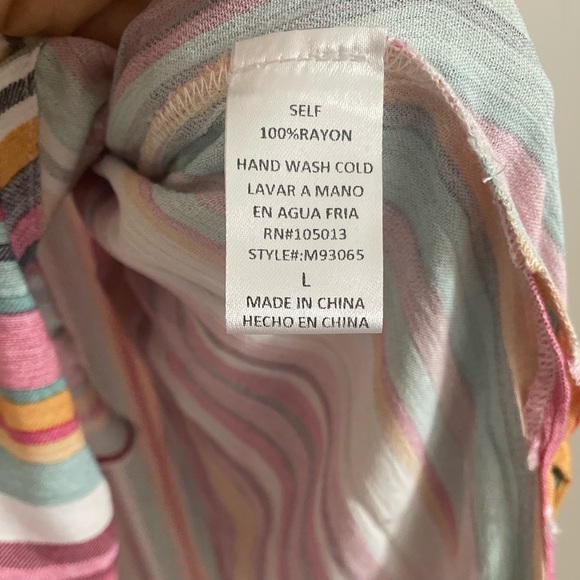 SELF
100%RAYON
HAND WASH COLD
LAVAR A MANO
EN AGUA FRIA
RN#105013
STYLE#:M93065
L
MADE IN CHINA
HECHO EN CHINA